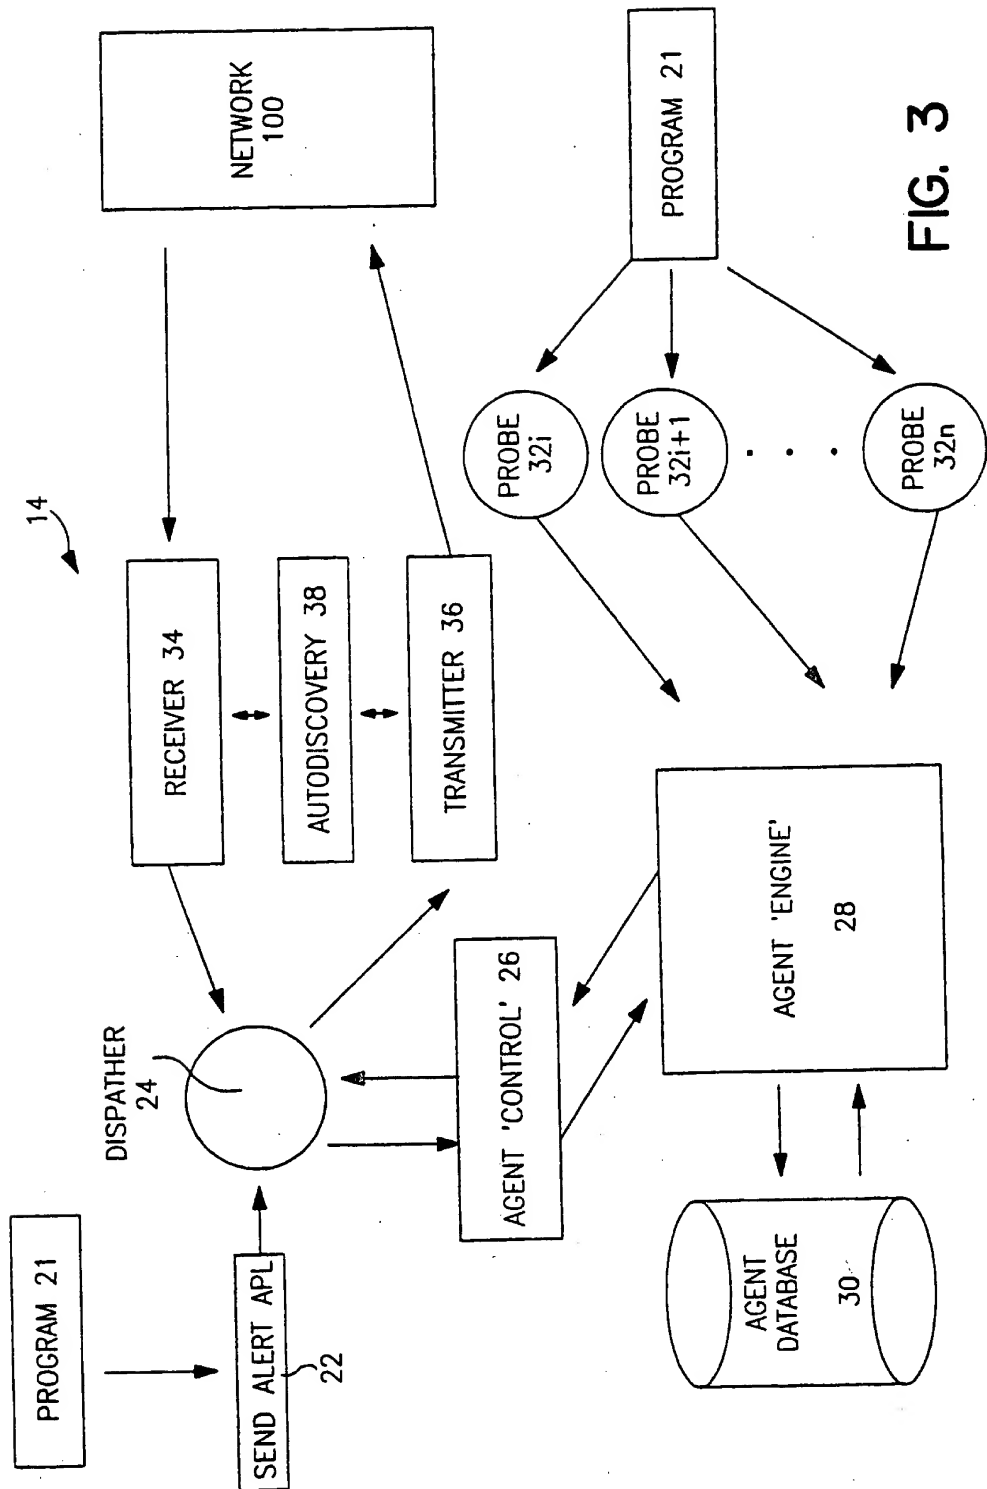 PROGRAM 21
SEND ALERT APL
22
DISPATHER
24
14
RECEIVER 34
AUTODISCOVERY 38
TRANSMITTER 36
NETWORK
100
AGENT 'CONTROL' 26
AGENT
DATABASE
30
AGENT 'ENGINE'
28
PROBE
32i
PROBE
32i+1
PROBE
32n
PROGRAM 21
FIG. 3